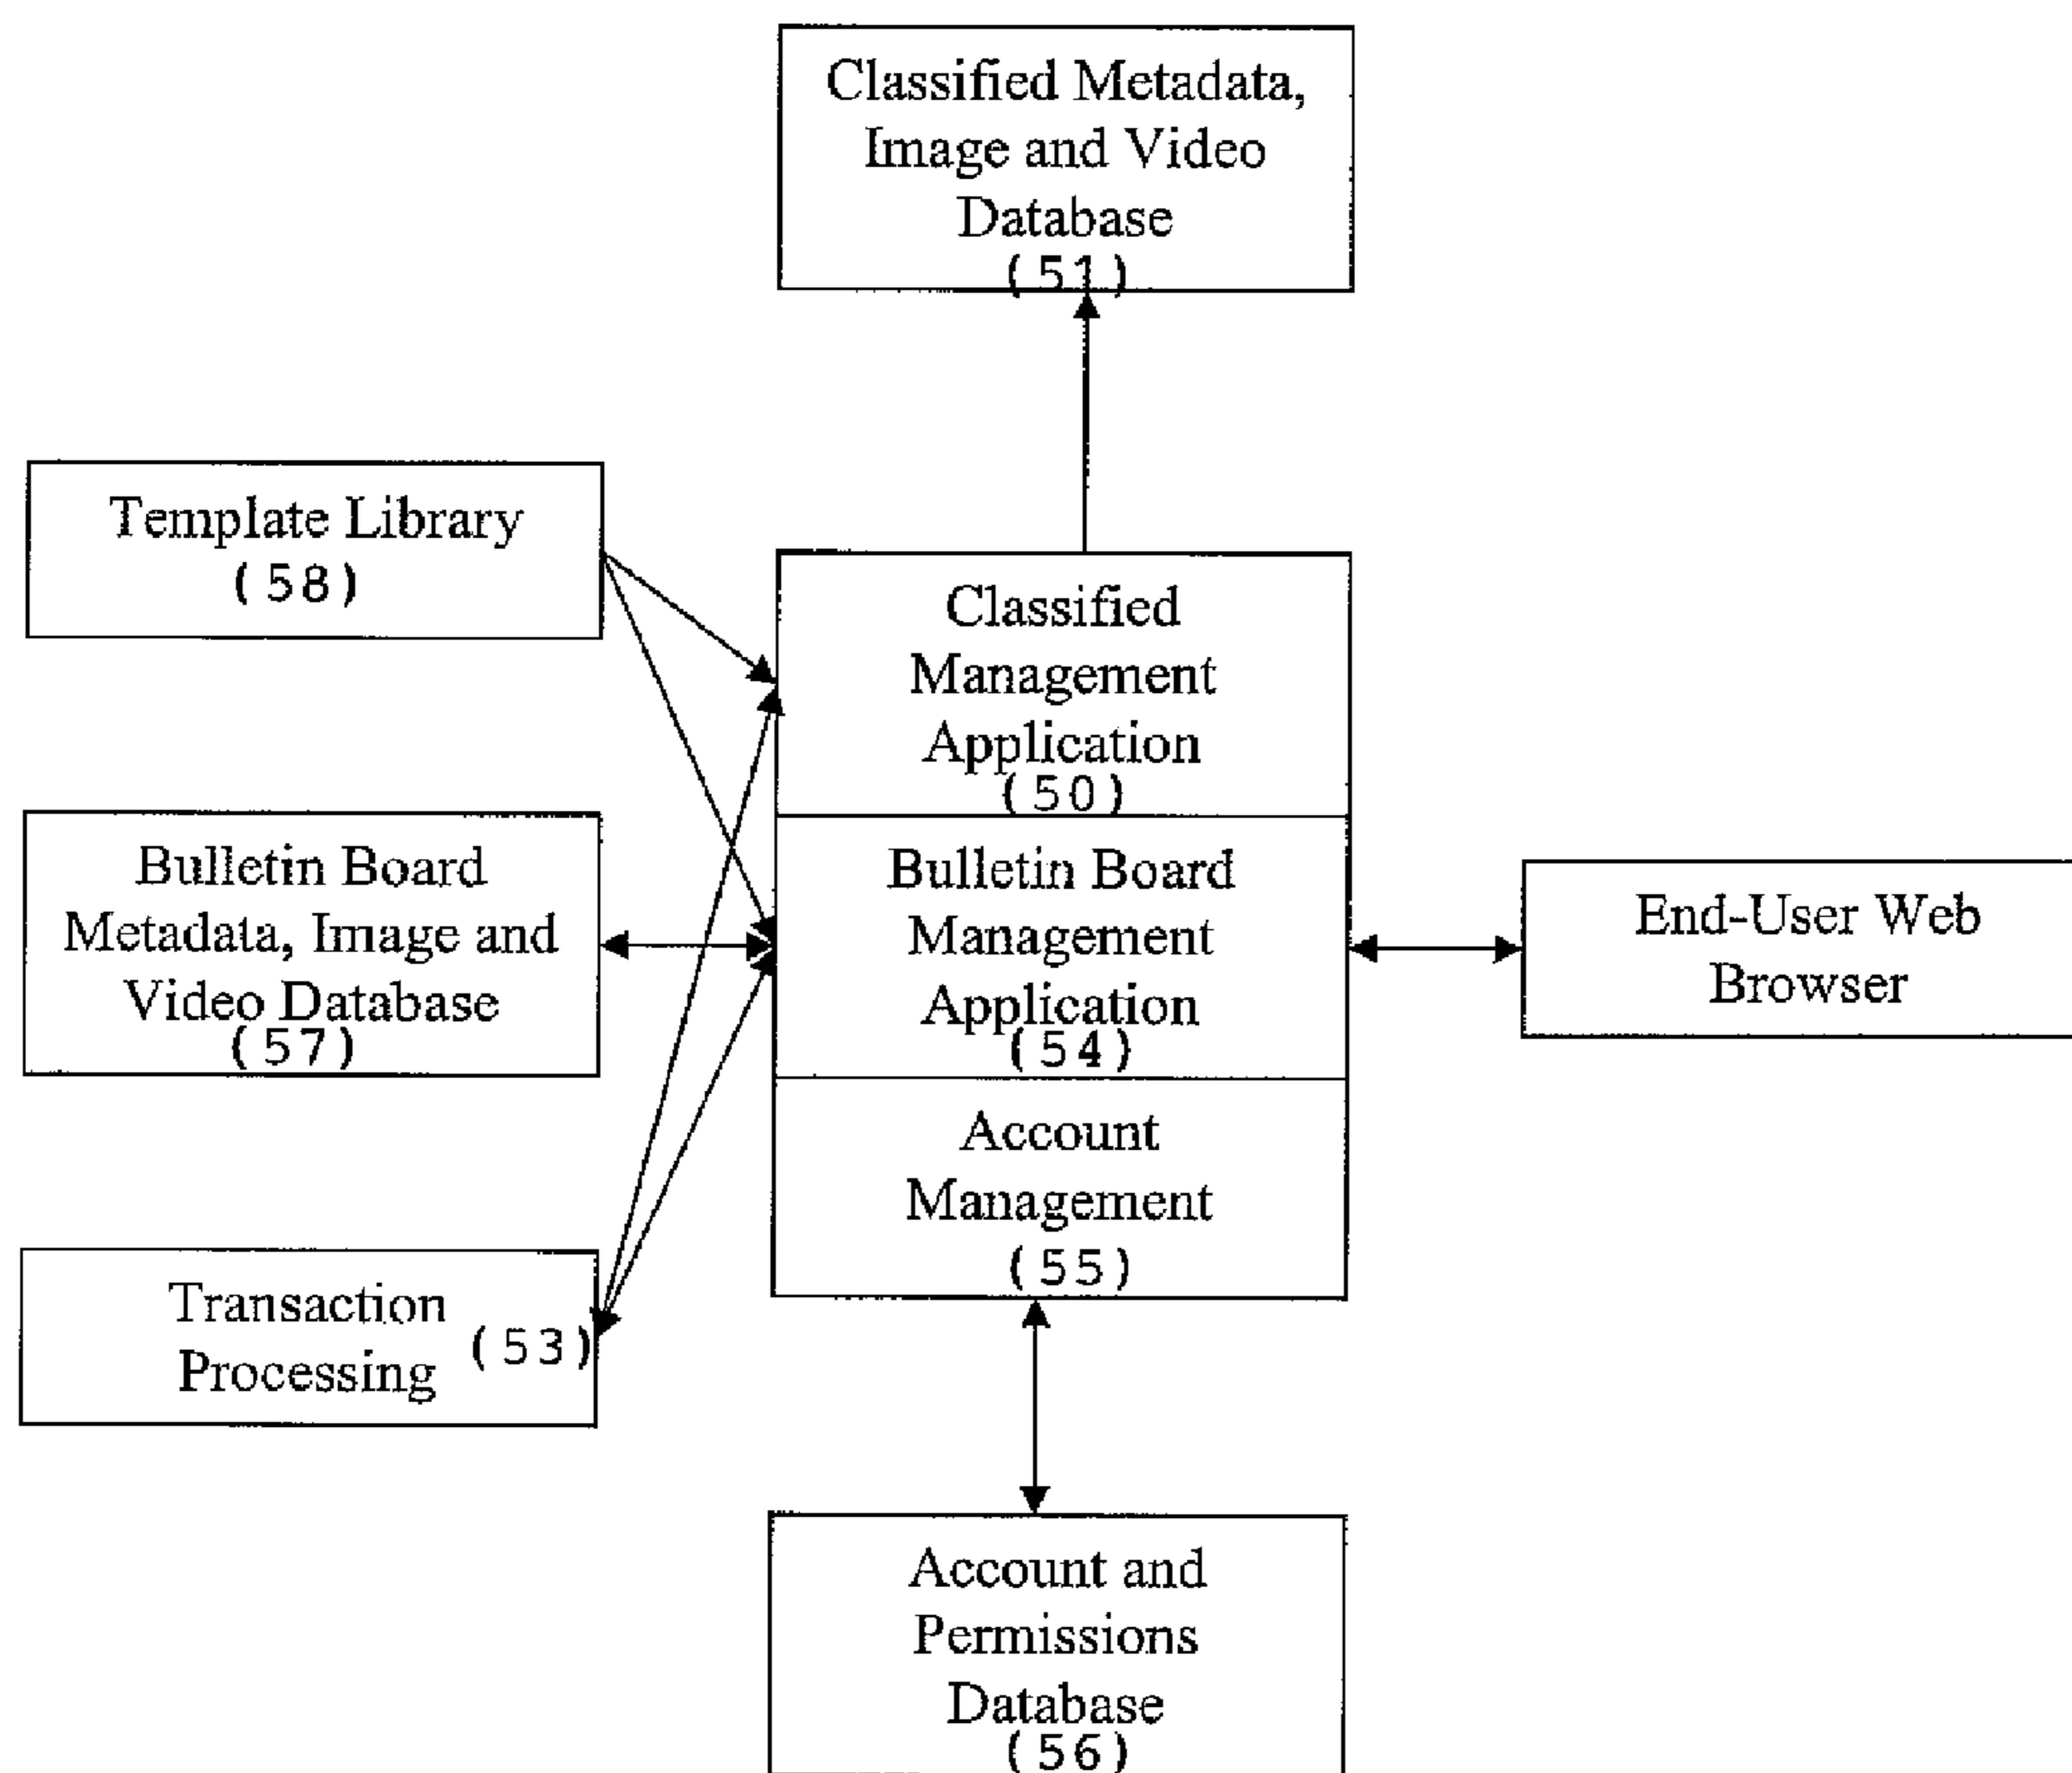 Classified Metadata,
Image and Video
Database
(51)
Template Library
(58)
Classified
Management
Application
(50)
Bulletin Board
Metadata, Image and
Video Database
(57)
Bulletin Board
Management
Application
(54)
End-User Web
Browser
Account
Management
(55)
Transaction
Processing (53)
Account and
Permissions
Database
(56)